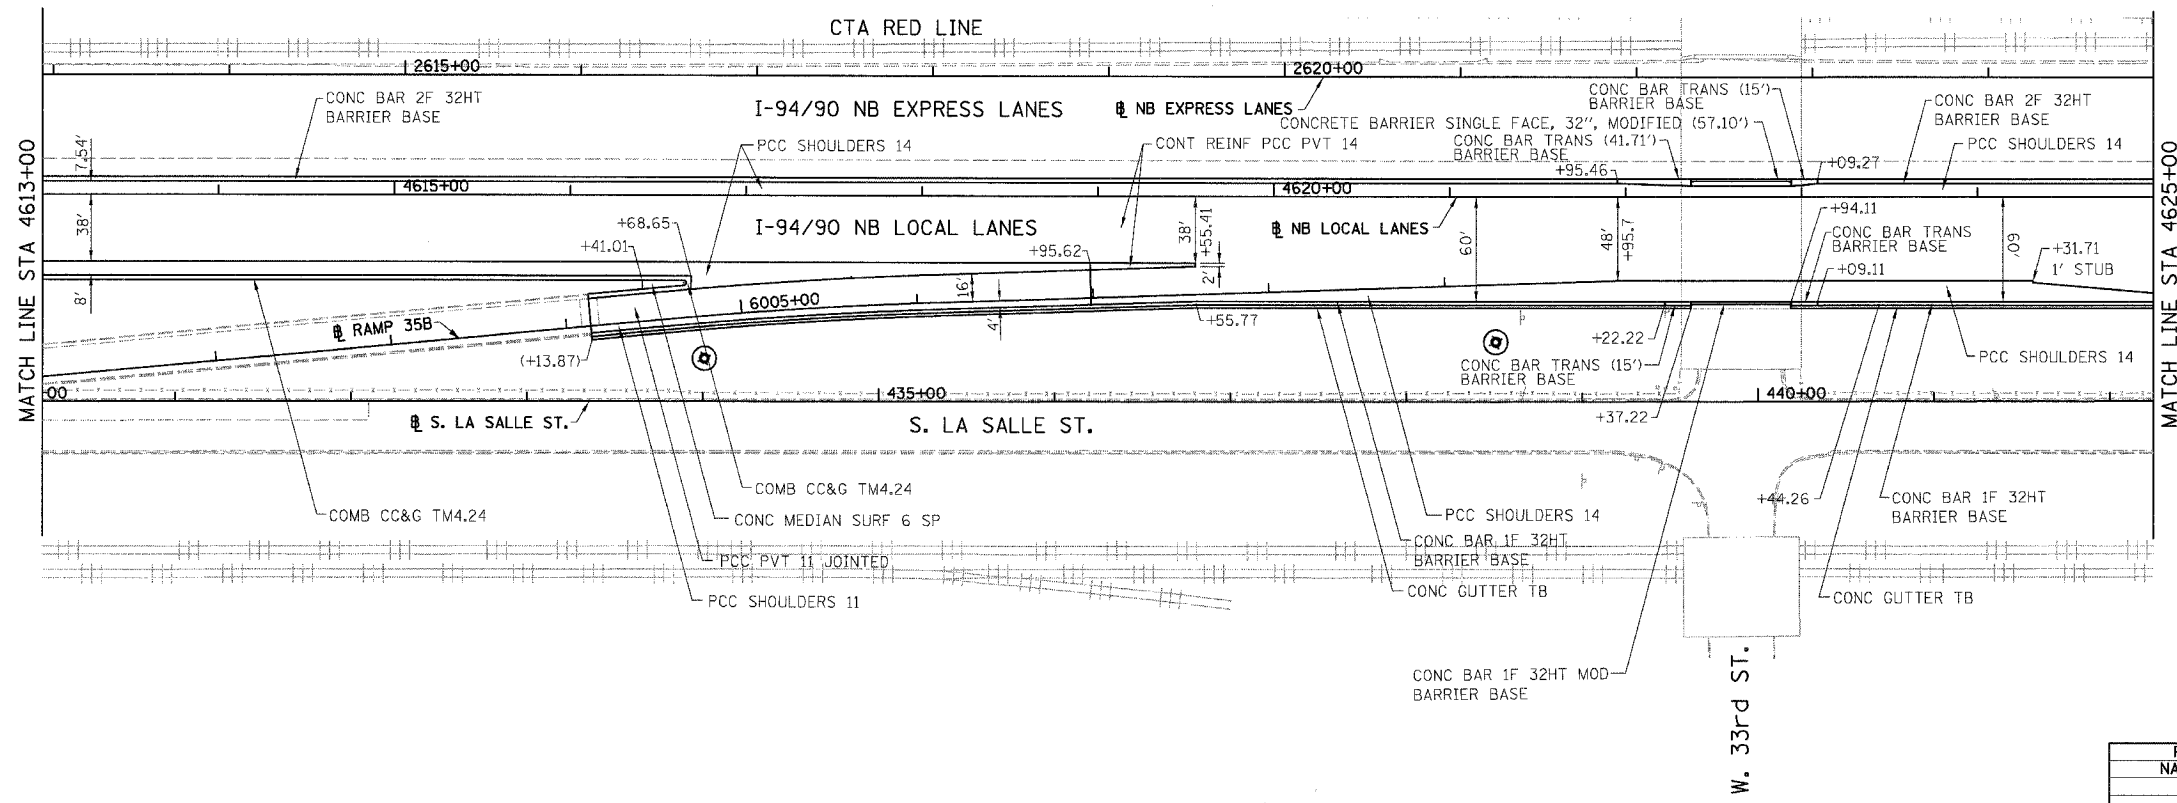 CTA RED LINE
2615+00
2620+00
CONC BAR 2F 32HT
BARRIER BASE
I-94/90 NB EXPRESS LANES
NB EXPRESS LANES
CONC BAR TRANS (15')
BARRIER BASE
CONC BAR 2F 32HT
BARRIER BASE
CONCRETE BARRIER SINGLE FACE, 32", MODIFIED (57.10')
PCC SHOULDERS 14
CONT REINF PCC PVT 14
CONC BAR TRANS (41.71')
BARRIER BASE
PCC SHOULDERS 14
7.54'
+95.46
+09.27
4615+00
4620+00
MATCH LINE STA 4613+00
MATCH LINE STA 4625+00
38'
I-94/90 NB LOCAL LANES
NB LOCAL LANES
+68.65
+41.01
+95.62
38'
+55.41
2'
60'
48'
+95.7
+94.11
CONC BAR TRANS
BARRIER BASE
+09.11
60'
+31.71
1' STUB
8'
6005+00
16'
4'
RAMP 35B
+55.77
(+13.87)
+22.22
CONC BAR TRANS (15')
BARRIER BASE
PCC SHOULDERS 14
+00
435+00
440+00
S. LA SALLE ST.
S. LA SALLE ST.
+37.22
COMB CC&G TM4.24
COMB CC&G TM4.24
CONC MEDIAN SURF 6 SP
PCC PVT 11 JOINTED
PCC SHOULDERS 11
PCC SHOULDERS 14
CONC BAR 1F 32HT
BARRIER BASE
CONC GUTTER TB
+44.26
CONC BAR 1F 32HT
BARRIER BASE
CONC GUTTER TB
CONC BAR 1F 32HT MOD
BARRIER BASE
W. 33rd ST.
NA